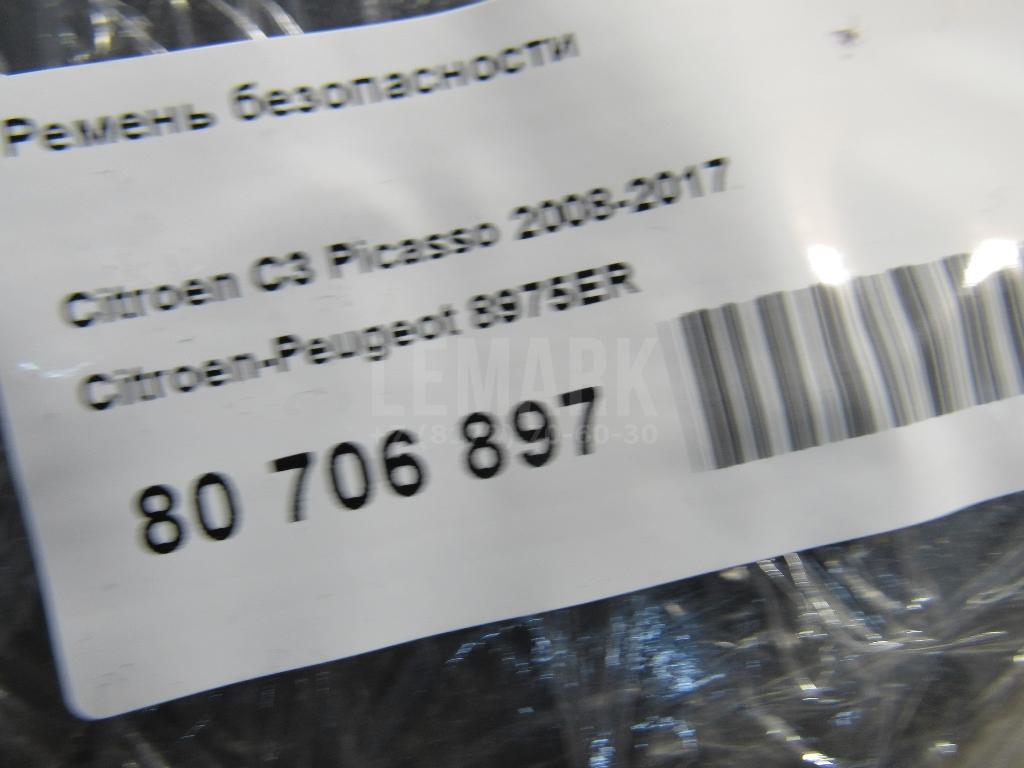 Ремень безопасности
Citroen C3 Picasso 2008-2017
Citroen-Peugeot 8975ER
LEMARK
80 706 897